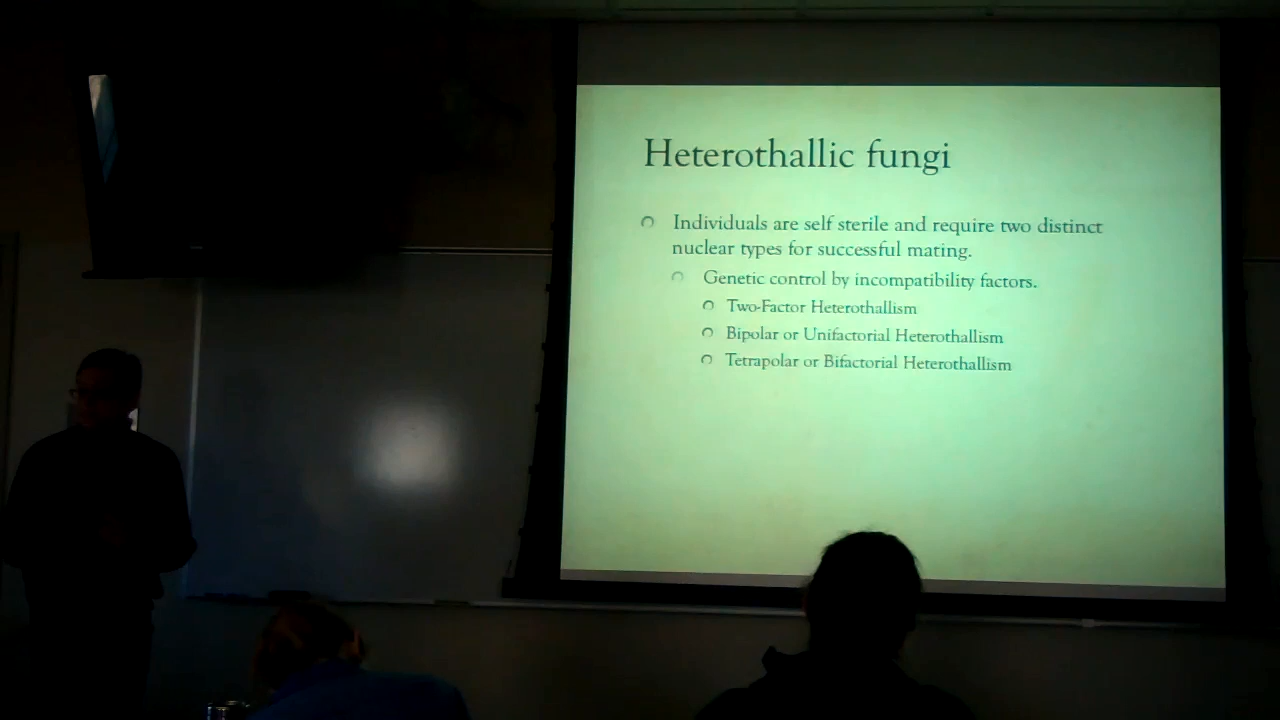 Heterothallic fungi
Individuals are self sterile and require two distinct
nuclear types for successful mating.
Genetic control by incompatibility factors.
Two-Factor Heterothallism
Bipolar or Unifactorial Heterothallism
Tetrapolar or Bifactorial Heterothallism